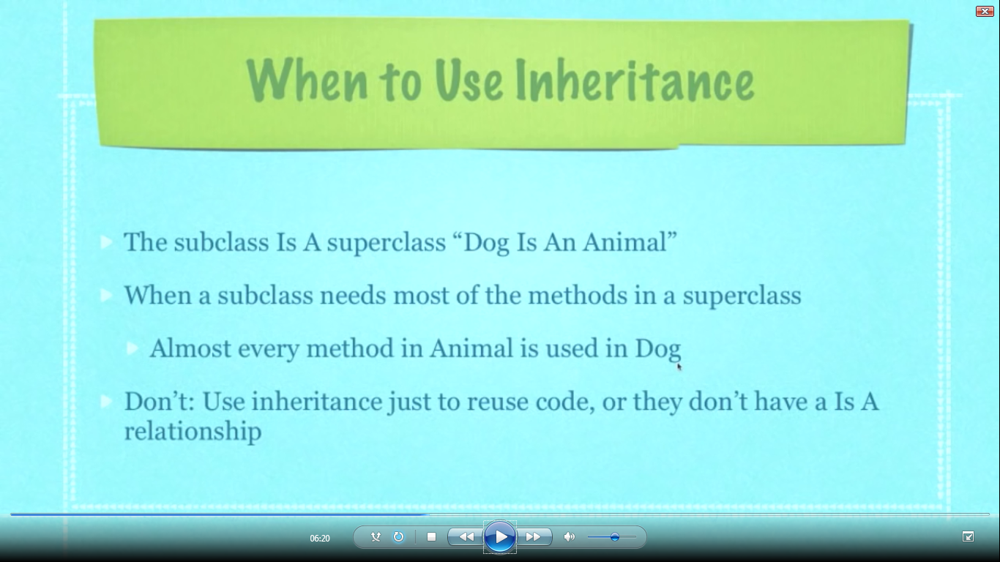 When to Use Inheritance
The subclass Is A superclass “Dog Is An Animal”
When a subclass needs most of the methods in a superclass
Almost every method in Animal is used in Dog
Don’t: Use inheritance just to reuse code, or they don’t have a Is A
relationship
06:20